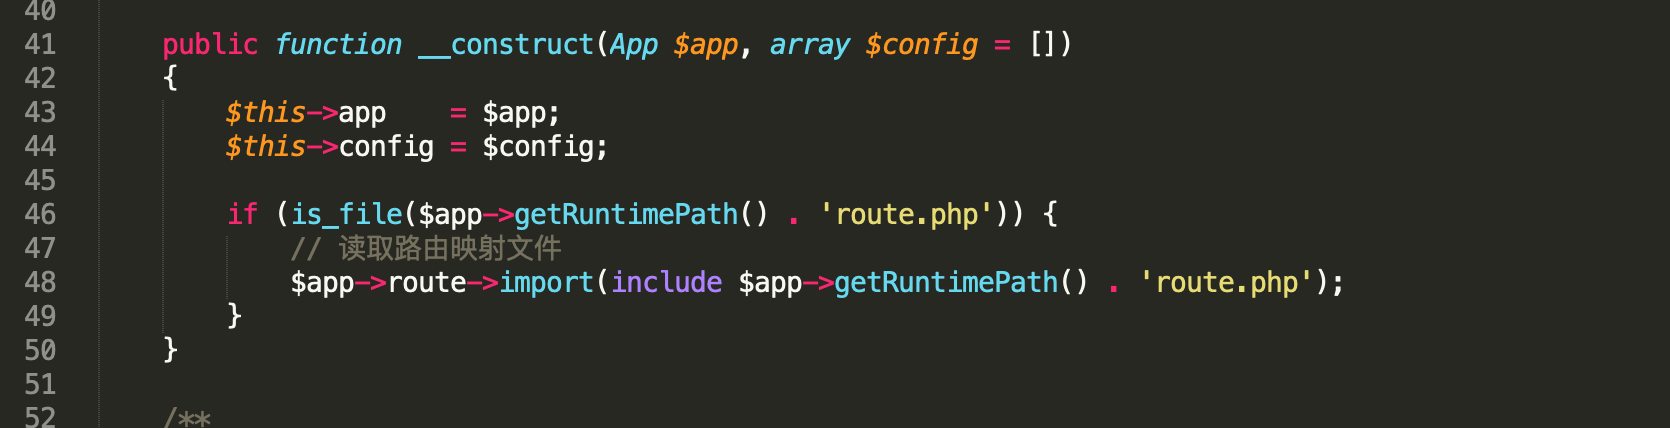 40
41 public function __construct(App $app, array $config = [])
42 {
43 $this->app    = $app;
44 $this->config = $config;
45
46 if (is_file($app->getRuntimePath() . 'route.php')) {
47 // 读取路由映射文件
48 $app->route->import(include $app->getRuntimePath() . 'route.php');
49 }
50 }
51
52 /**